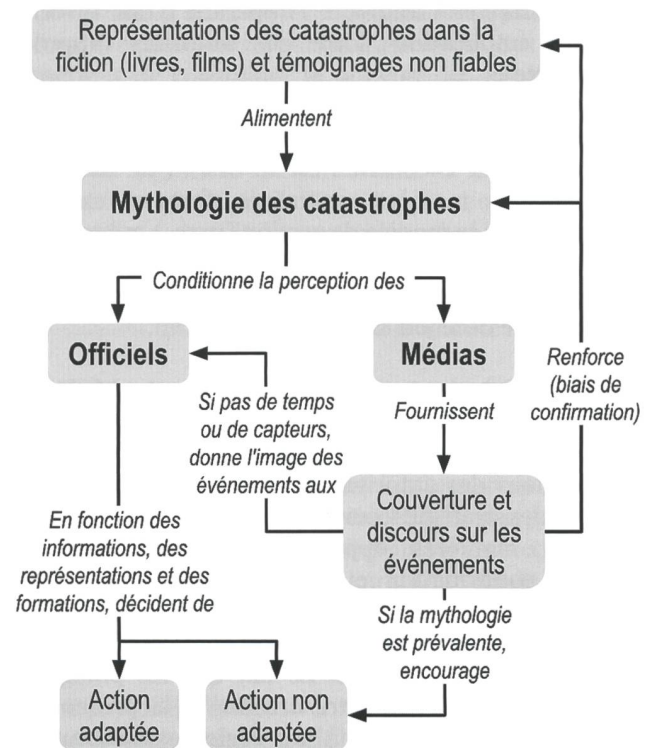 Représentations des catastrophes dans la
fiction (livres, films) et témoignages non fiables
Alimentent
Mythologie des catastrophes
Conditionne la perception des
Officiels
Médias
Si pas de temps
ou de capteurs,
donne l'image des
événements aux
Fournissent
Renforce
(biais de
confirmation)
Couverture et
discours sur les
événements
En fonction des
informations, des
représentations et des
formations, décident de
Si la mythologie
est prévalente,
encourage
Action
adaptée
Action non
adaptée